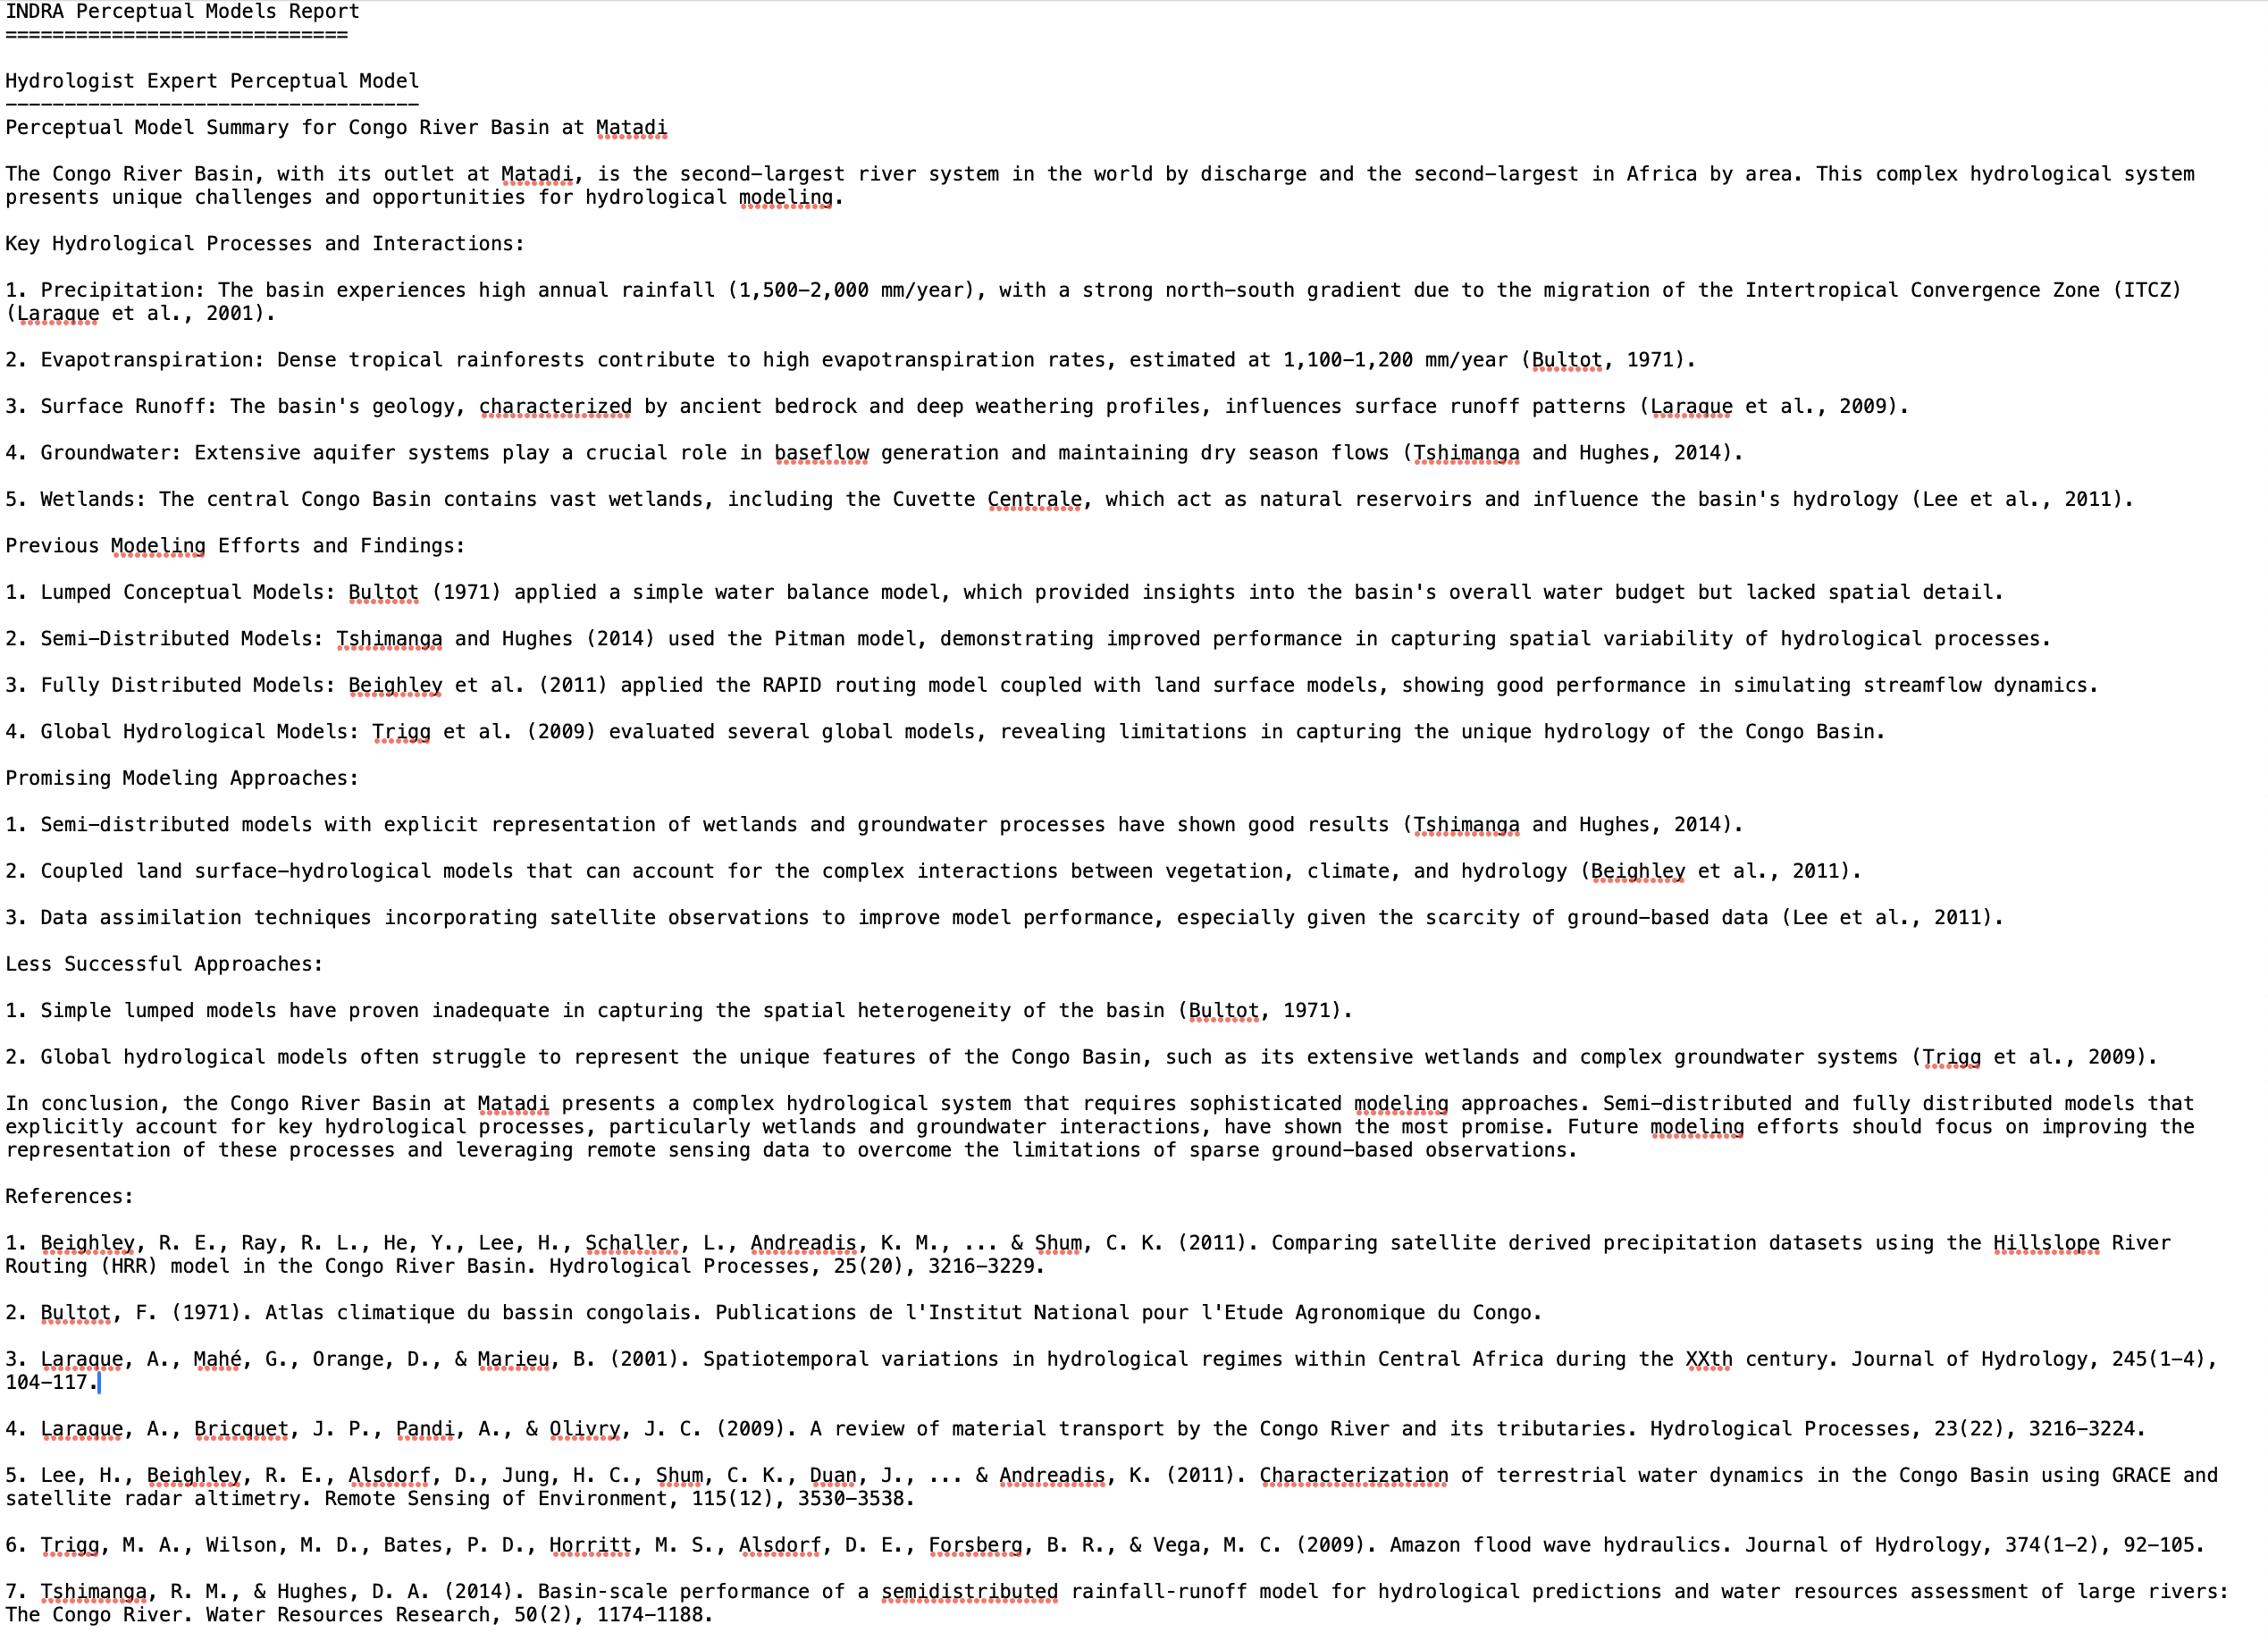 INDRA Perceptual Models Report
=============================
Hydrologist Expert Perceptual Model
-----------------------------------
Perceptual Model Summary for Congo River Basin at Matadi
The Congo River Basin, with its outlet at Matadi, is the second-largest river system in the world by discharge and the second-largest in Africa by area. This complex hydrological system
presents unique challenges and opportunities for hydrological modeling.
Key Hydrological Processes and Interactions:
1. Precipitation: The basin experiences high annual rainfall (1,500-2,000 mm/year), with a strong north-south gradient due to the migration of the Intertropical Convergence Zone (ITCZ)
(Laraque et al., 2001).
2. Evapotranspiration: Dense tropical rainforests contribute to high evapotranspiration rates, estimated at 1,100-1,200 mm/year (Bultot, 1971).
3. Surface Runoff: The basin's geology, characterized by ancient bedrock and deep weathering profiles, influences surface runoff patterns (Laraque et al., 2009).
4. Groundwater: Extensive aquifer systems play a crucial role in baseflow generation and maintaining dry season flows (Tshimanga and Hughes, 2014).
5. Wetlands: The central Congo Basin contains vast wetlands, including the Cuvette Centrale, which act as natural reservoirs and influence the basin's hydrology (Lee et al., 2011).
Previous Modeling Efforts and Findings:
1. Lumped Conceptual Models: Bultot (1971) applied a simple water balance model, which provided insights into the basin's overall water budget but lacked spatial detail.
2. Semi-Distributed Models: Tshimanga and Hughes (2014) used the Pitman model, demonstrating improved performance in capturing spatial variability of hydrological processes.
3. Fully Distributed Models: Beighley et al. (2011) applied the RAPID routing model coupled with land surface models, showing good performance in simulating streamflow dynamics.
4. Global Hydrological Models: Trigg et al. (2009) evaluated several global models, revealing limitations in capturing the unique hydrology of the Congo Basin.
Promising Modeling Approaches:
1. Semi-distributed models with explicit representation of wetlands and groundwater processes have shown good results (Tshimanga and Hughes, 2014).
2. Coupled land surface-hydrological models that can account for the complex interactions between vegetation, climate, and hydrology (Beighley et al., 2011).
3. Data assimilation techniques incorporating satellite observations to improve model performance, especially given the scarcity of ground-based data (Lee et al., 2011).
Less Successful Approaches:
1. Simple lumped models have proven inadequate in capturing the spatial heterogeneity of the basin (Bultot, 1971).
2. Global hydrological models often struggle to represent the unique features of the Congo Basin, such as its extensive wetlands and complex groundwater systems (Trigg et al., 2009).
In conclusion, the Congo River Basin at Matadi presents a complex hydrological system that requires sophisticated modeling approaches. Semi-distributed and fully distributed models that
explicitly account for key hydrological processes, particularly wetlands and groundwater interactions, have shown the most promise. Future modeling efforts should focus on improving the
representation of these processes and leveraging remote sensing data to overcome the limitations of sparse ground-based observations.
References:
1. Beighley, R. E., Ray, R. L., He, Y., Lee, H., Schaller, L., Andreadis, K. M., ... & Shum, C. K. (2011). Comparing satellite derived precipitation datasets using the Hillslope River
Routing (HRR) model in the Congo River Basin. Hydrological Processes, 25(20), 3216-3229.
2. Bultot, F. (1971). Atlas climatique du bassin congolais. Publications de l'Institut National pour l'Etude Agronomique du Congo.
3. Laraque, A., Mahé, G., Orange, D., & Marieu, B. (2001). Spatiotemporal variations in hydrological regimes within Central Africa during the XXth century. Journal of Hydrology, 245(1-4),
104-117.
4. Laraque, A., Bricquet, J. P., Pandi, A., & Olivry, J. C. (2009). A review of material transport by the Congo River and its tributaries. Hydrological Processes, 23(22), 3216-3224.
5. Lee, H., Beighley, R. E., Alsdorf, D., Jung, H. C., Shum, C. K., Duan, J., ... & Andreadis, K. (2011). Characterization of terrestrial water dynamics in the Congo Basin using GRACE and
satellite radar altimetry. Remote Sensing of Environment, 115(12), 3530-3538.
6. Trigg, M. A., Wilson, M. D., Bates, P. D., Horritt, M. S., Alsdorf, D. E., Forsberg, B. R., & Vega, M. C. (2009). Amazon flood wave hydraulics. Journal of Hydrology, 374(1-2), 92-105.
7. Tshimanga, R. M., & Hughes, D. A. (2014). Basin-scale performance of a semidistributed rainfall-runoff model for hydrological predictions and water resources assessment of large rivers:
The Congo River. Water Resources Research, 50(2), 1174-1188.